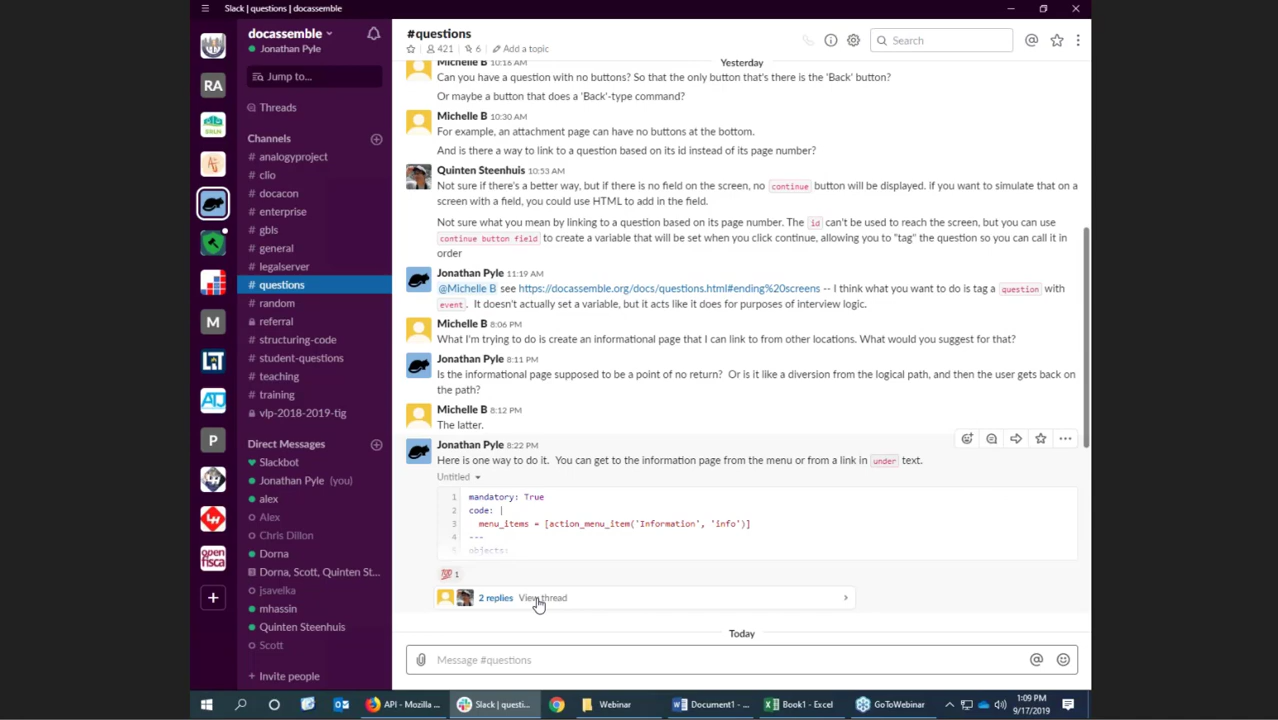 Slack | questions | docassemble
docassemble
Jonathan Pyle
Jump to...
Threads
Channels
# analogyproject
# clio
# docacon
# enterprise
# gbls
# general
# legalserver
# questions
# random
referral
# structuring-code
# student-questions
# teaching
# training
vlp-2018-2019-tig
Direct Messages
Slackbot
Jonathan Pyle (you)
alex
Alex
Chris Dillon
Dorna
Dorna, Scott, Quinten St...
jsavelka
mhassin
Quinten Steenhuis
Scott
+ Invite people
RA
M
LIT
ATJ
P
LH
open
fisca
#questions
421
6
Add a topic
Search
Yesterday
Michelle B 10:16 AM
Can you have a question with no buttons? So that the only button that's there is the 'Back' button?
Or maybe a button that does a 'Back'-type command?
Michelle B 10:30 AM
For example, an attachment page can have no buttons at the bottom.
And is there a way to link to a question based on its id instead of its page number?
Quinten Steenhuis 10:53 AM
Not sure if there's a better way, but if there is no field on the screen, no continue button will be displayed. if you want to simulate that on a
screen with a field, you could use HTML to add in the field.
Not sure what you mean by linking to a question based on its page number. The id can't be used to reach the screen, but you can use
continue button field to create a variable that will be set when you click continue, allowing you to "tag" the question so you can call it in
order
Jonathan Pyle 11:19 AM
@Michelle B see https://docassemble.org/docs/questions.html#ending%20screens -- I think what you want to do is tag a question with
event. It doesn't actually set a variable, but it acts like it does for purposes of interview logic.
Michelle B 8:06 PM
What I'm trying to do is create an informational page that I can link to from other locations. What would you suggest for that?
Jonathan Pyle 8:11 PM
Is the informational page supposed to be a point of no return? Or is it like a diversion from the logical path, and then the user gets back on
the path?
Michelle B 8:12 PM
The latter.
Jonathan Pyle 8:22 PM
Here is one way to do it. You can get to the information page from the menu or from a link in under text.
Untitled
1 mandatory: True
2 code: |
3 menu_items = [action_menu_item('Information', 'info')]
4 ---
5 objects:
💯 1
2 replies View thread
Today
Message #questions
API - Mozilla ...
Slack | questi...
Webinar
Document1 - ...
Book1 - Excel
GoToWebinar
1:09 PM
9/17/2019